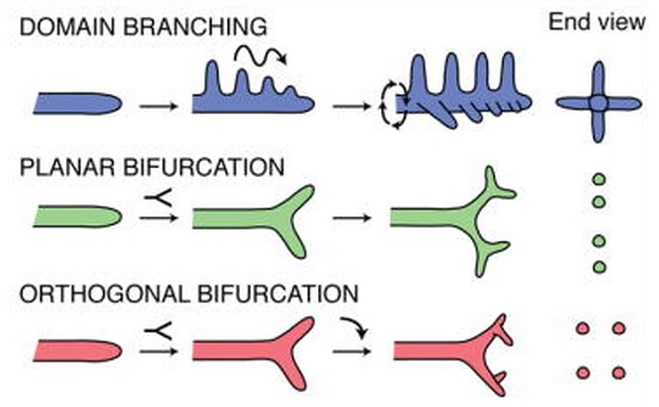 DOMAIN BRANCHING
End view
PLANAR BIFURCATION
ORTHOGONAL BIFURCATION